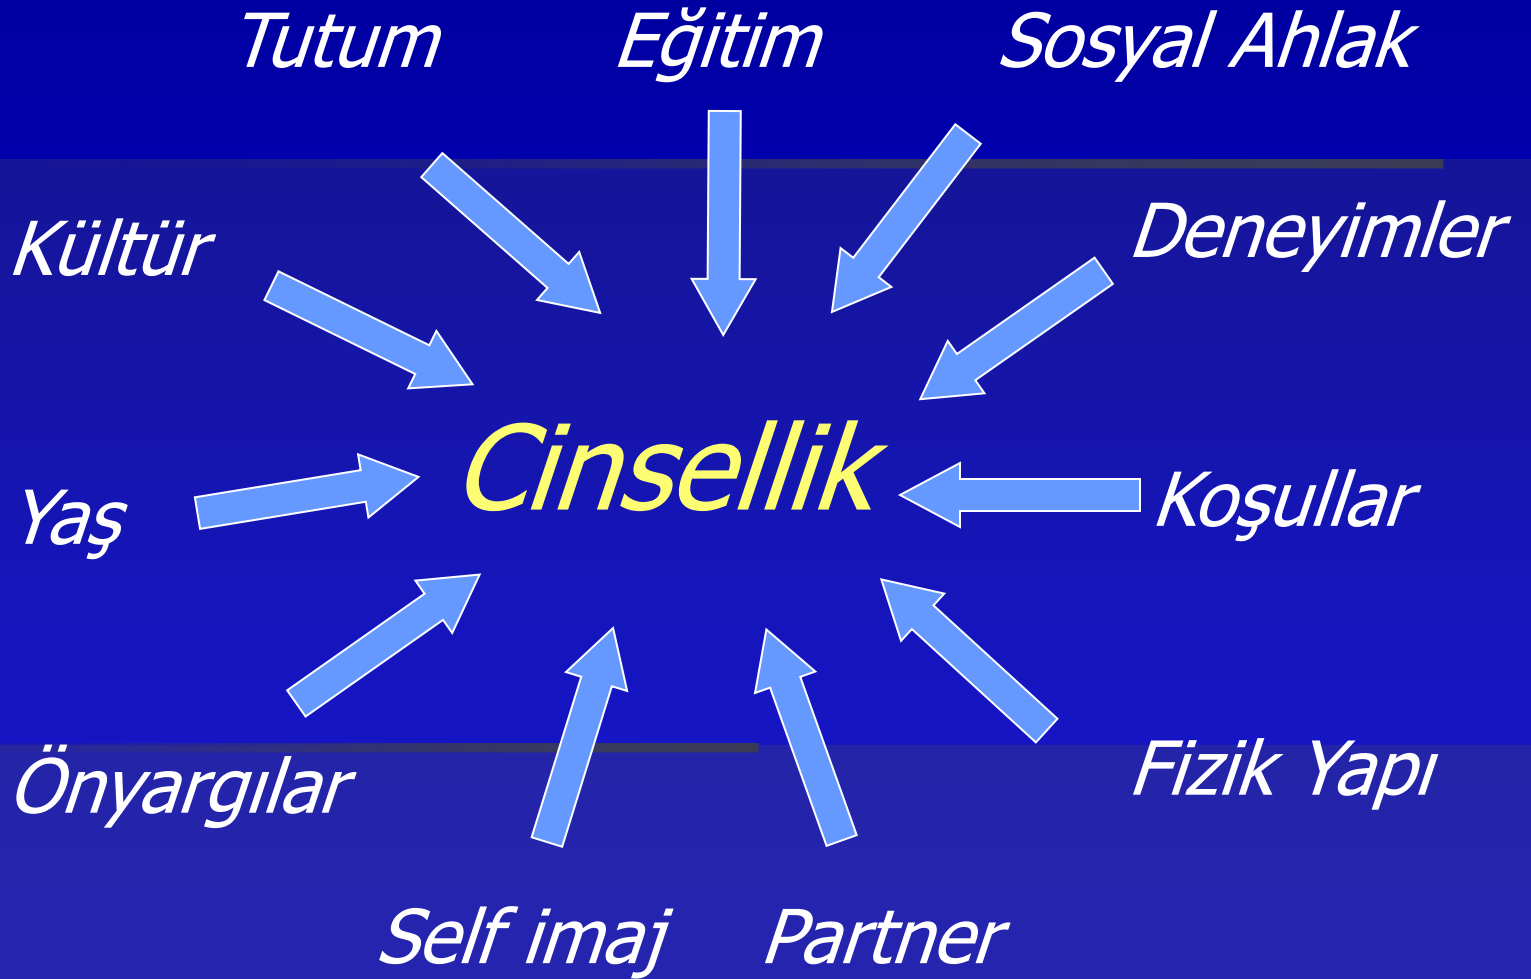 Tutum
Eğitim
Sosyal Ahlak
Kültür
Deneyimler
Cinsellik
Yaş
Koşullar
Önyargılar
Fizik Yapı
Self imaj
Partner